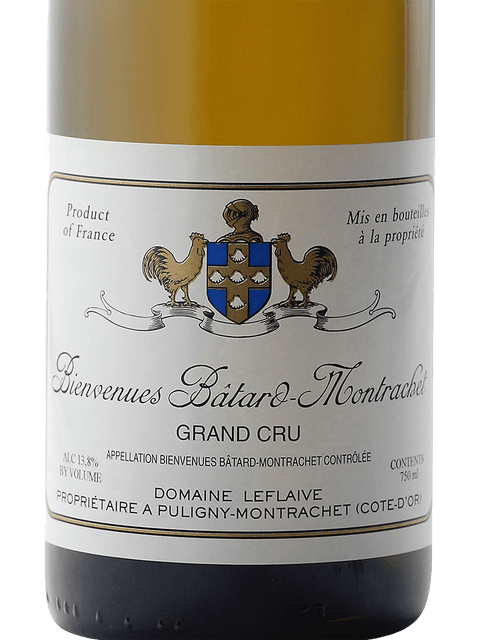 Product
of France
Mis en bouteilles
à la propriété
Bienvenues Bâtard-Montrachet
GRAND CRU
APPELLATION BIENVENUES BÂTARD-MONTRACHET CONTRÔLÉE
ALC 13,8%
BY VOLUME
CONTENTS
750 ml
DOMAINE LEFLAIVE
PROPRIÉTAIRE A PULIGNY-MONTRACHET (COTE-D'OR)